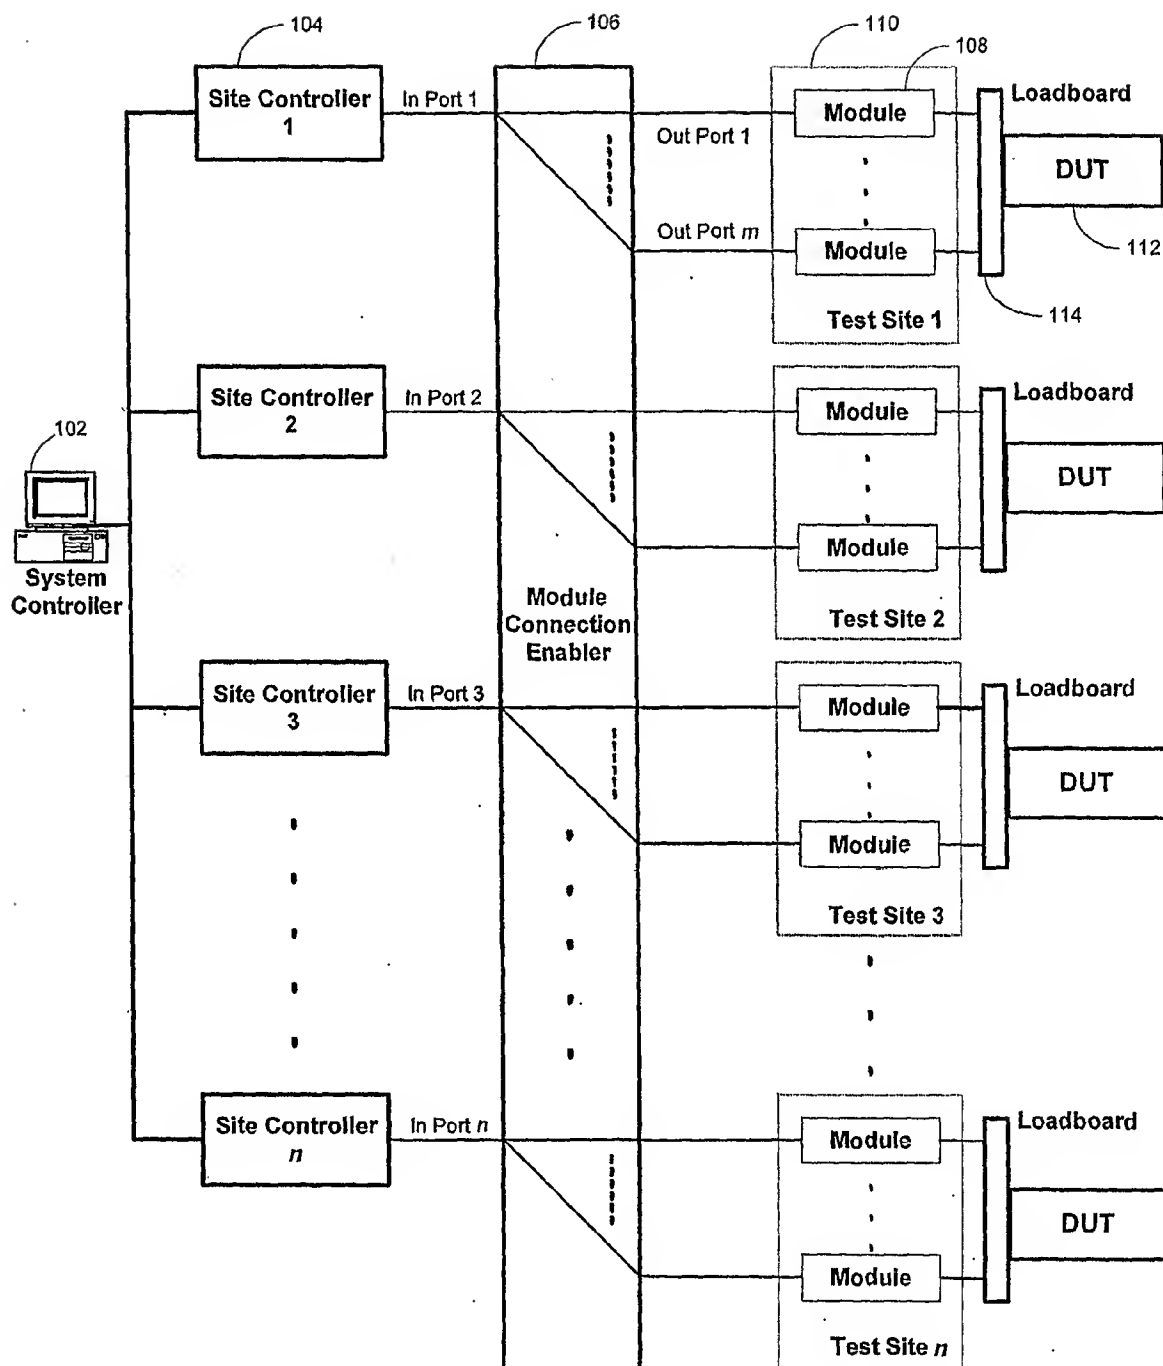 104
106
110
108
Site Controller
1
In Port 1
Out Port 1
Out Port m
Module
Module
Test Site 1
Loadboard
DUT
112
114
Site Controller
2
In Port 2
Module
Module
Test Site 2
Loadboard
DUT
102
System
Controller
Module
Connection
Enabler
Site Controller
3
In Port 3
Module
Module
Test Site 3
Loadboard
DUT
Site Controller
n
In Port n
Module
Module
Test Site n
Loadboard
DUT